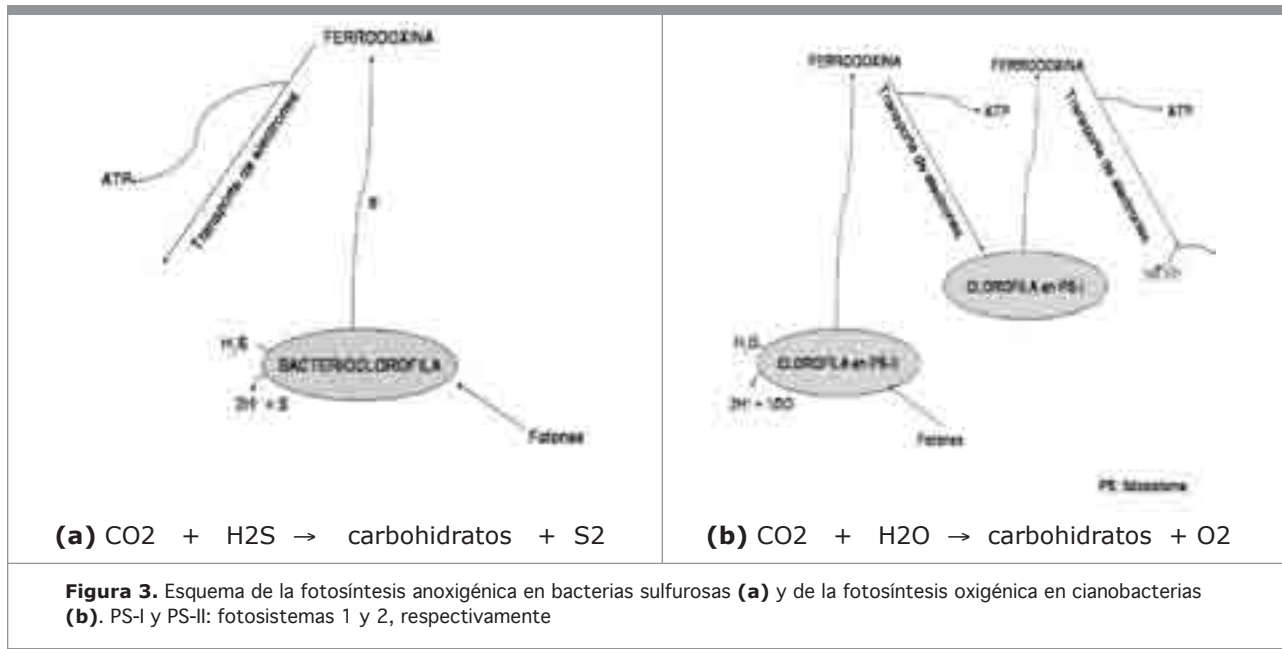 FERRODOXINA
Transporte de electrones
ATP
H2S
BACTERIOCLOROFILA
2H+ + S
Fotones
(a) CO2 + H2S → carbohidratos + S2
FERRODOXINA
FERRODOXINA
ATP
ATP
Transporte de electrones
Transporte de electrones
CLOROFILA en PS-I
CLOROFILA en PS-II
Fotones
PS: fotosistema
(b) CO2 + H2O → carbohidratos + O2
Figura 3. Esquema de la fotosíntesis anoxigénica en bacterias sulfurosas (a) y de la fotosíntesis oxigénica en cianobacterias
(b). PS-I y PS-II: fotosistemas 1 y 2, respectivamente